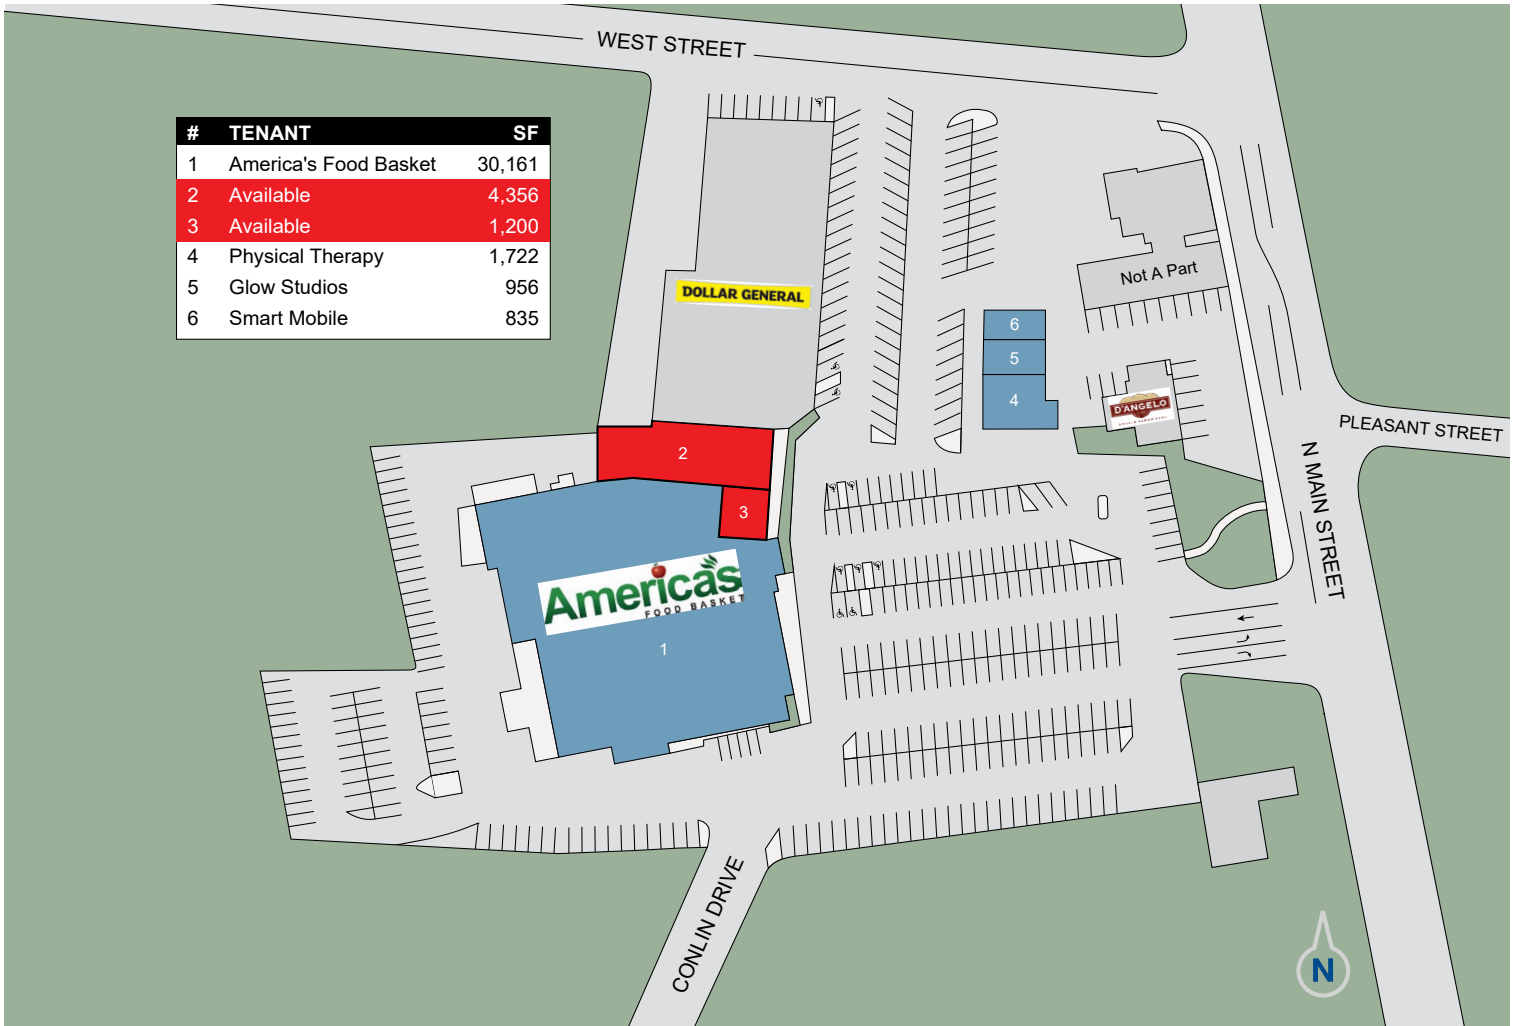 WEST STREET
# TENANT SF
1 America's Food Basket 30,161
2 Available 4,356
3 Available 1,200
4 Physical Therapy 1,722
5 Glow Studios 956
6 Smart Mobile 835
Not A Part
DOLLAR GENERAL
6
5
4
D'ANGELO
PLEASANT STREET
N MAIN STREET
2
3
America's
FOOD BASKET
1
CONLIN DRIVE
N